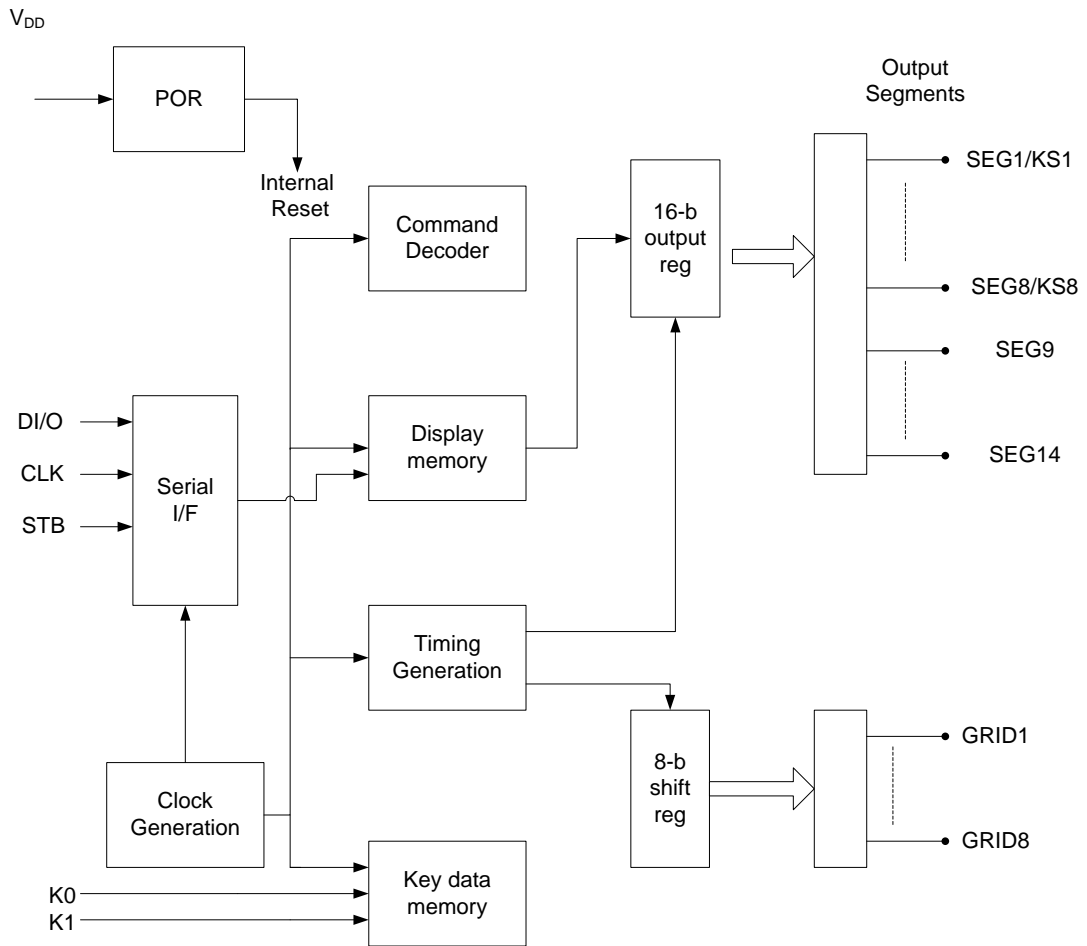 VDD
POR
Internal
Reset
Output
Segments
Command
Decoder
16-b
output
reg
SEG1/KS1
SEG8/KS8
SEG9
SEG14
DI/O
CLK
STB
Serial
I/F
Display
memory
Timing
Generation
Clock
Generation
8-b
shift
reg
GRID1
GRID8
K0
K1
Key data
memory